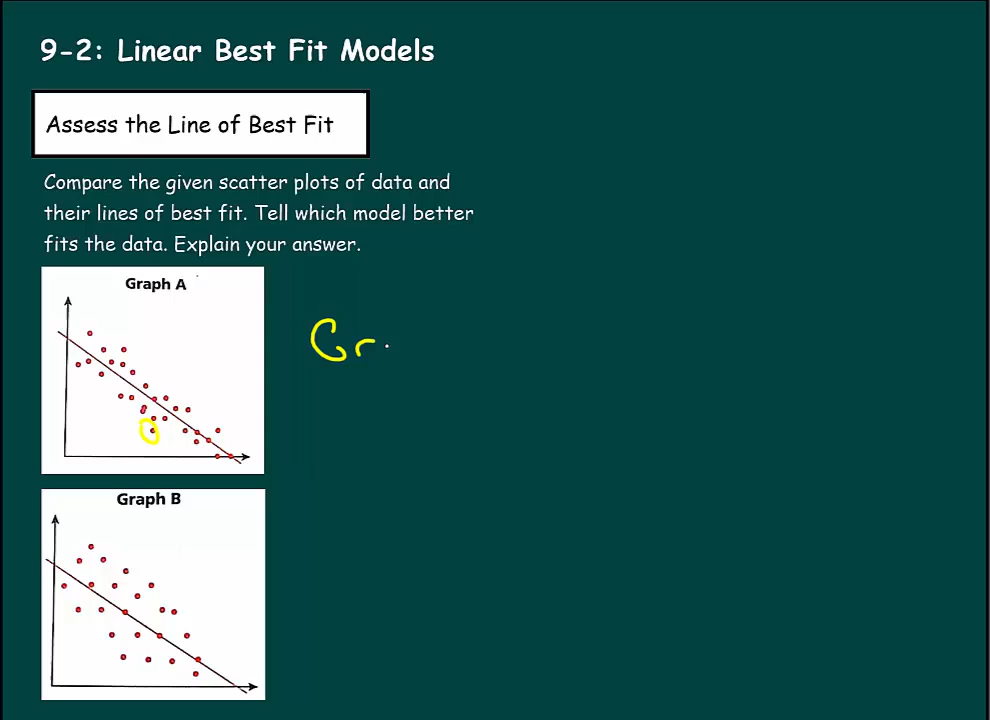 9-2: Linear Best Fit Models
Assess the Line of Best Fit
Compare the given scatter plots of data and
their lines of best fit. Tell which model better
fits the data. Explain your answer.
Graph A
Gr
Graph B